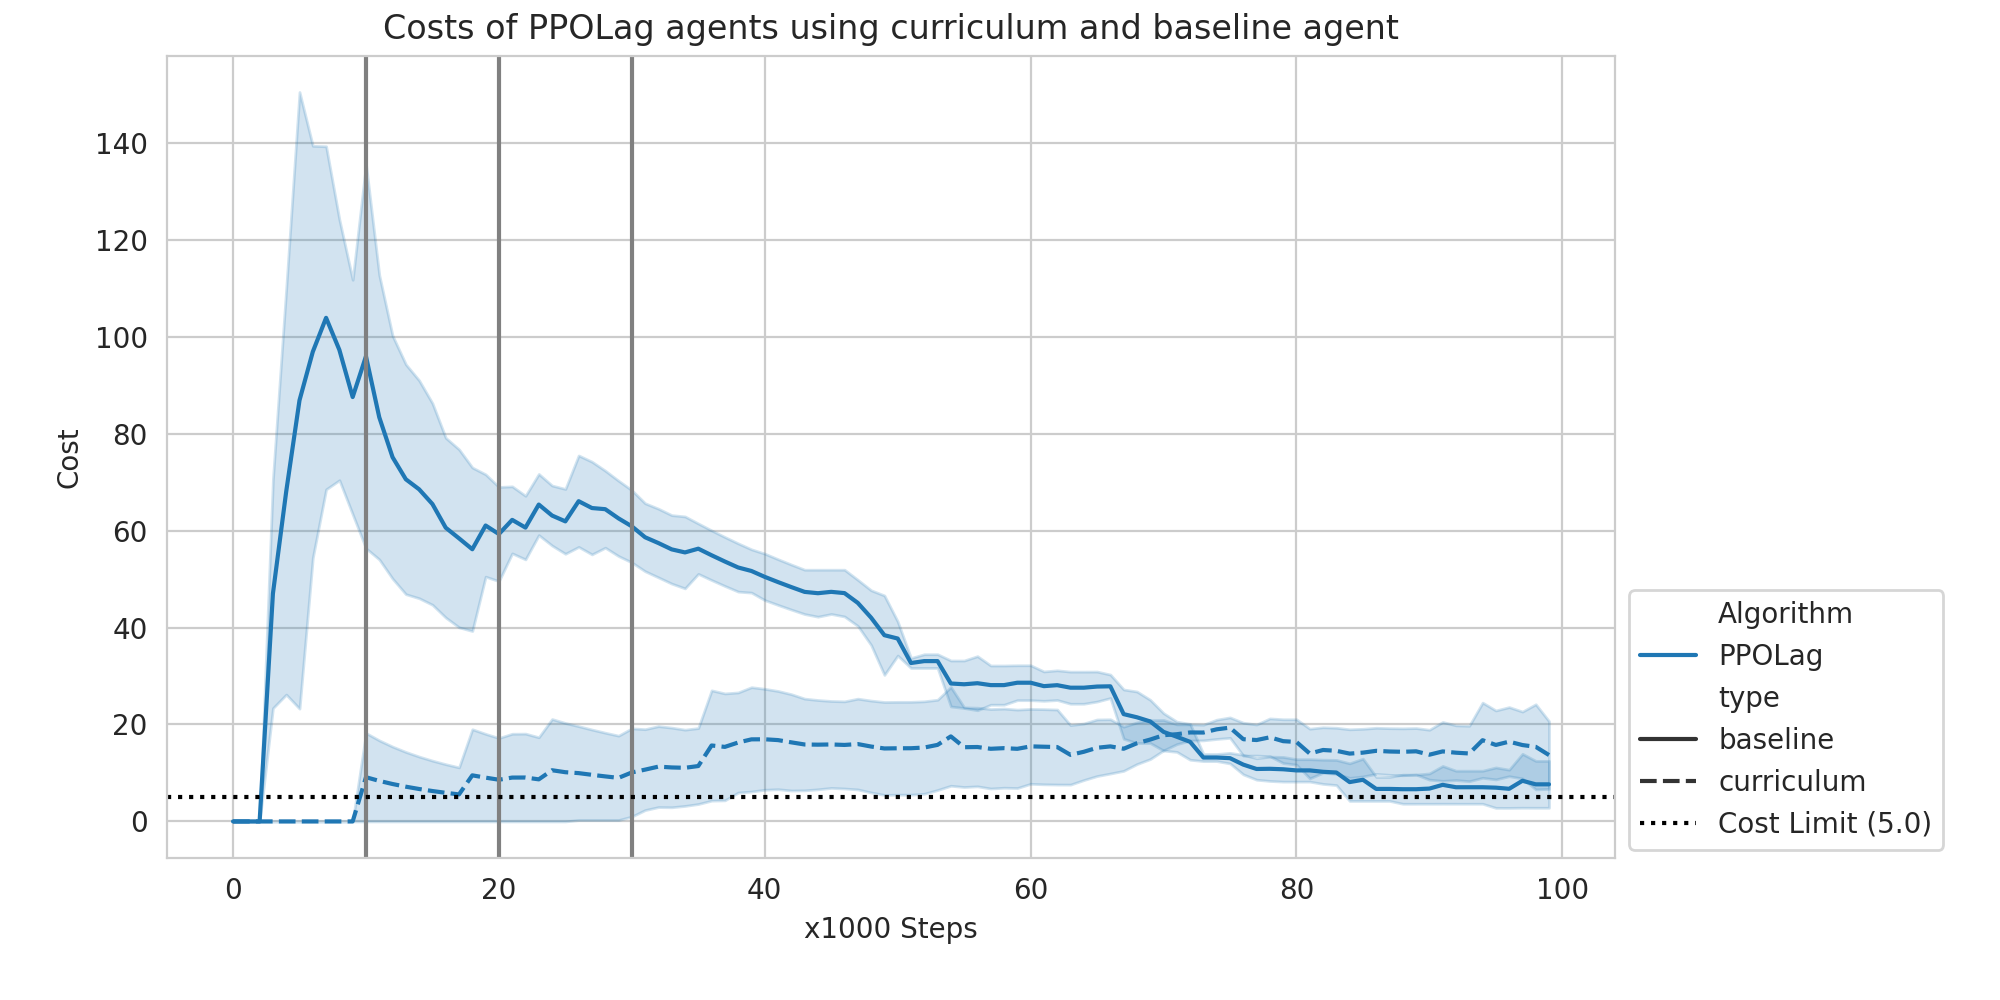 Costs of PPOLag agents using curriculum and baseline agent
140
120
100
80
60
40
20
0
Cost
0 20 40 60 80 100
x1000 Steps
Algorithm
PPOLag
type
baseline
curriculum
Cost Limit (5.0)